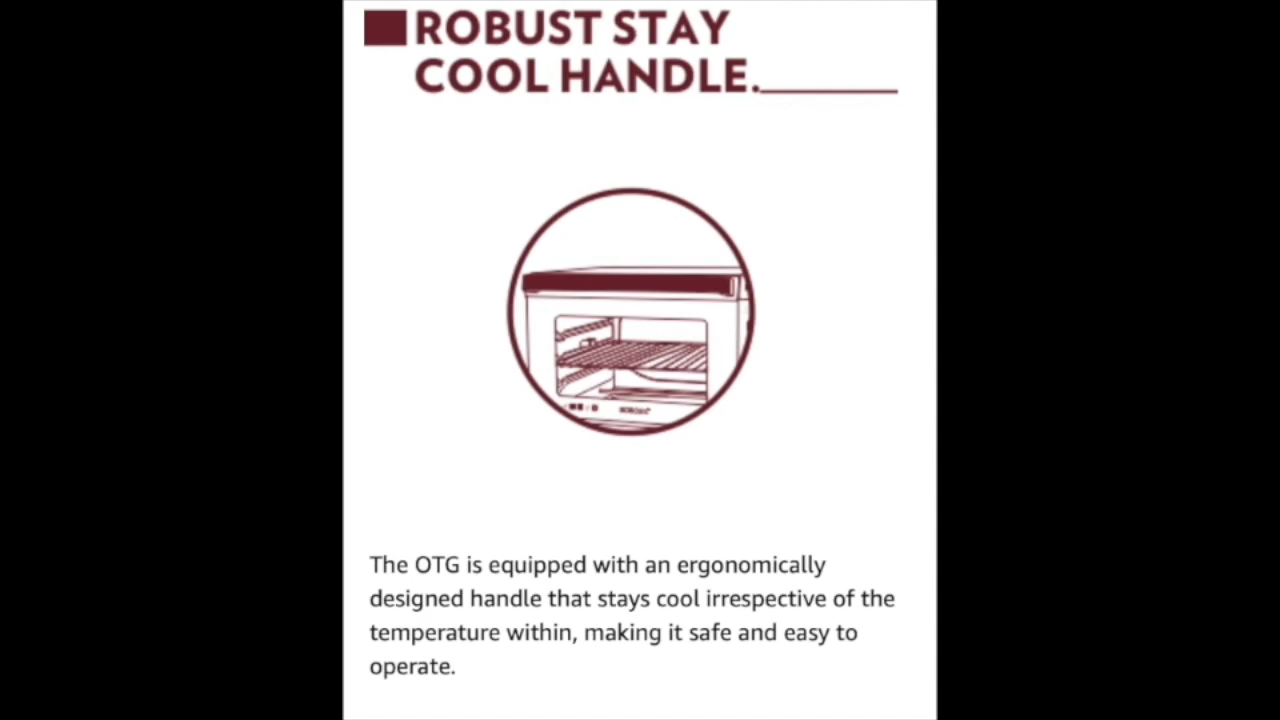 ROBUST STAY
COOL HANDLE.
The OTG is equipped with an ergonomically
designed handle that stays cool irrespective of the
temperature within, making it safe and easy to
operate.